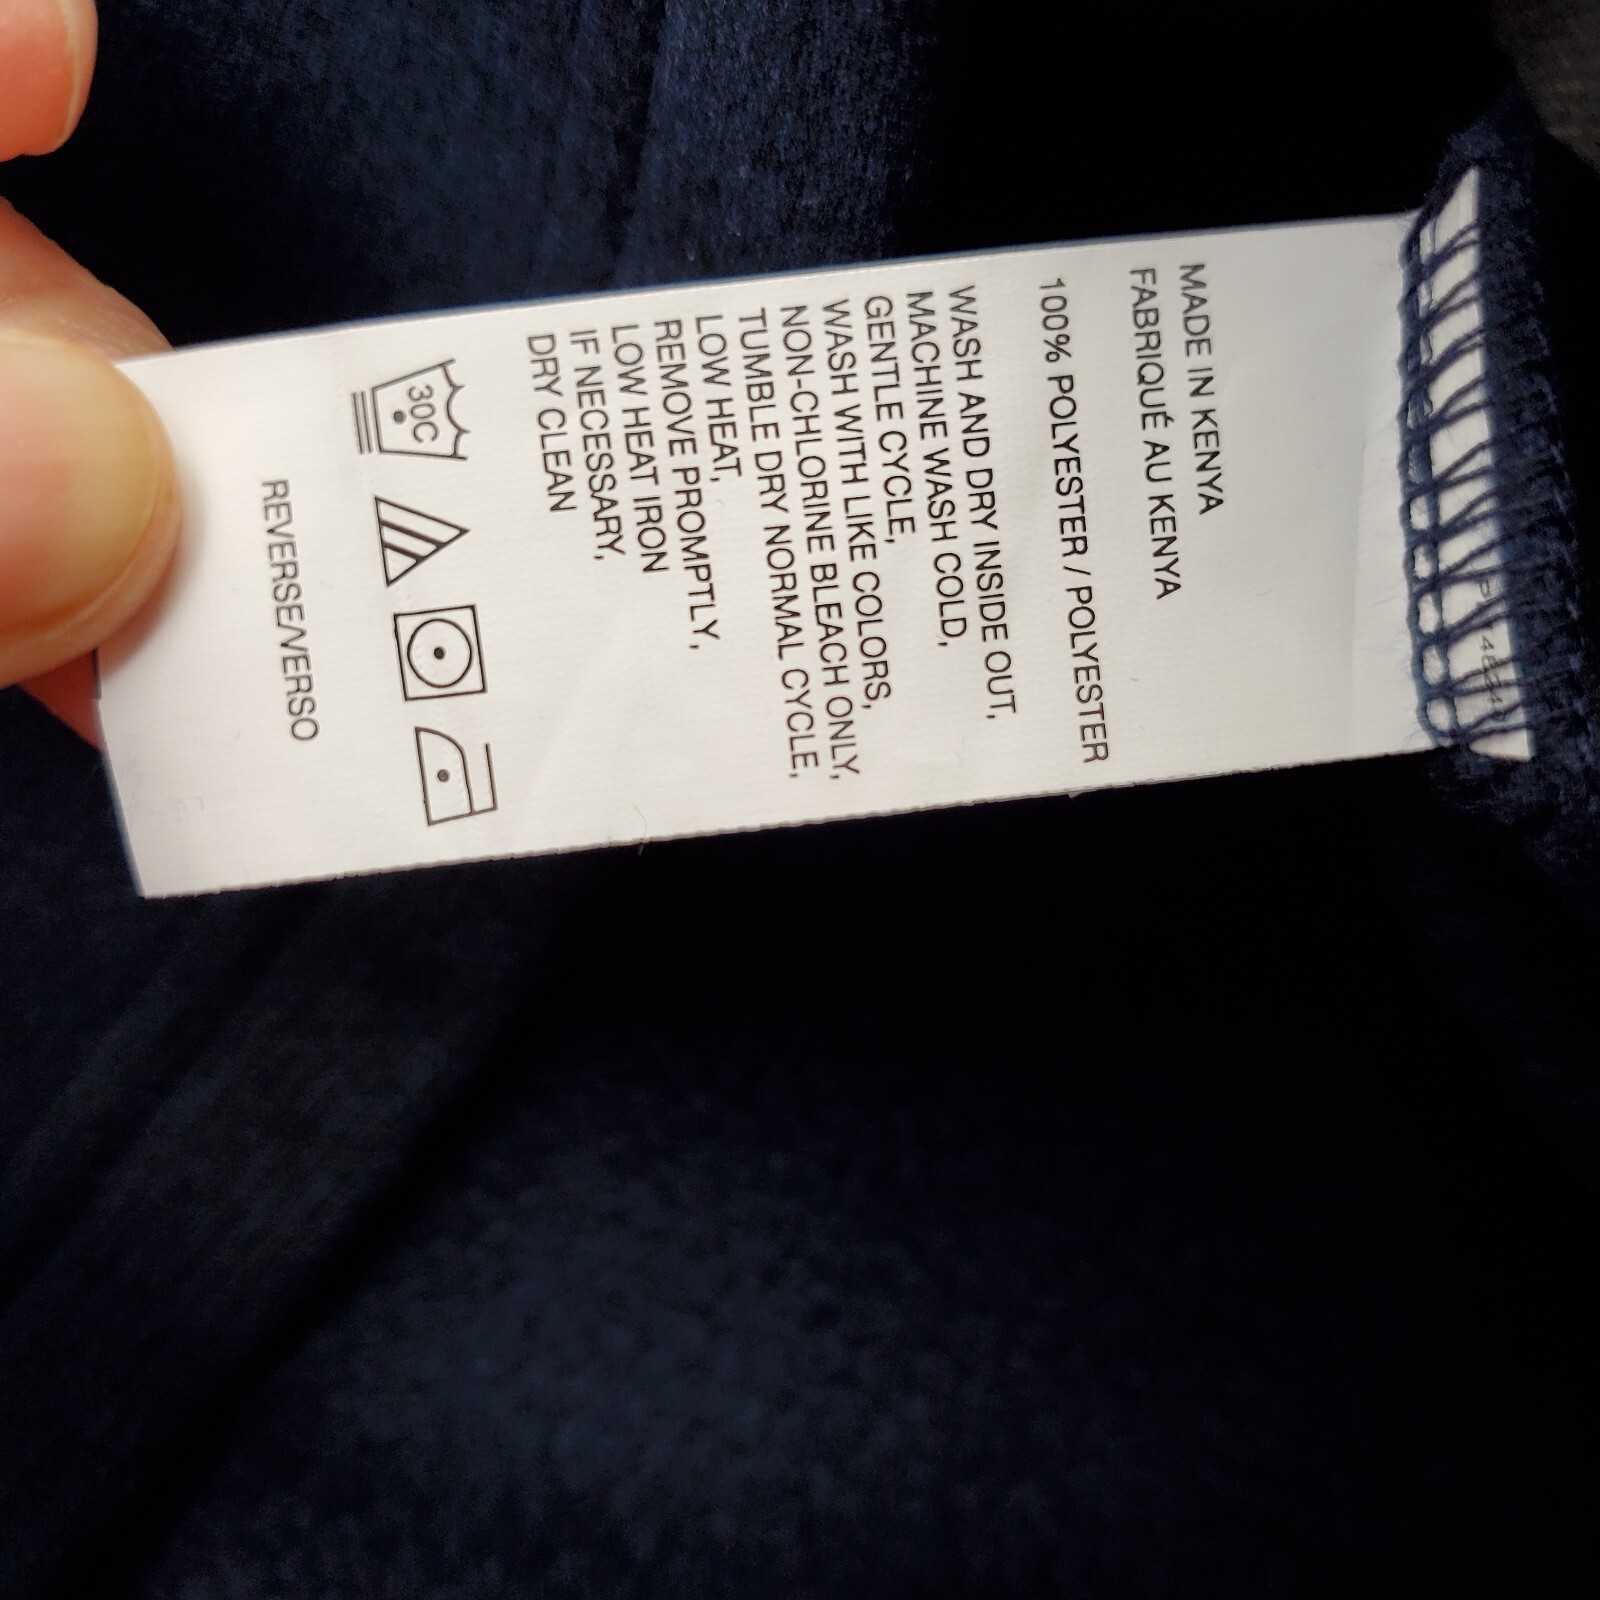 MADE IN KENYA
FABRIQUÉ AU KENYA
100% POLYESTER / POLYESTER
WASH AND DRY INSIDE OUT,
MACHINE WASH COLD,
GENTLE CYCLE,
WASH WITH LIKE COLORS,
NON-CHLORINE BLEACH ONLY,
TUMBLE DRY NORMAL CYCLE,
LOW HEAT,
REMOVE PROMPTLY,
LOW HEAT IRON
IF NECESSARY,
DRY CLEAN
30C
REVERSE/VERSO